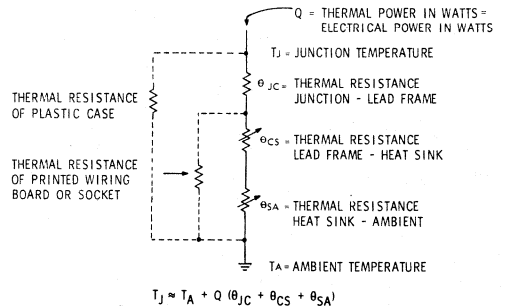 Q = THERMAL POWER IN WATTS =
ELECTRICAL POWER IN WATTS
TJ = JUNCTION TEMPERATURE
θJC = THERMAL RESISTANCE
JUNCTION - LEAD FRAME
THERMAL RESISTANCE
OF PLASTIC CASE
θCS = THERMAL RESISTANCE
LEAD FRAME - HEAT SINK
THERMAL RESISTANCE
OF PRINTED WIRING
BOARD OR SOCKET
θSA = THERMAL RESISTANCE
HEAT SINK - AMBIENT
TA = AMBIENT TEMPERATURE
TJ ≈ TA + Q (θJC + θCS + θSA)